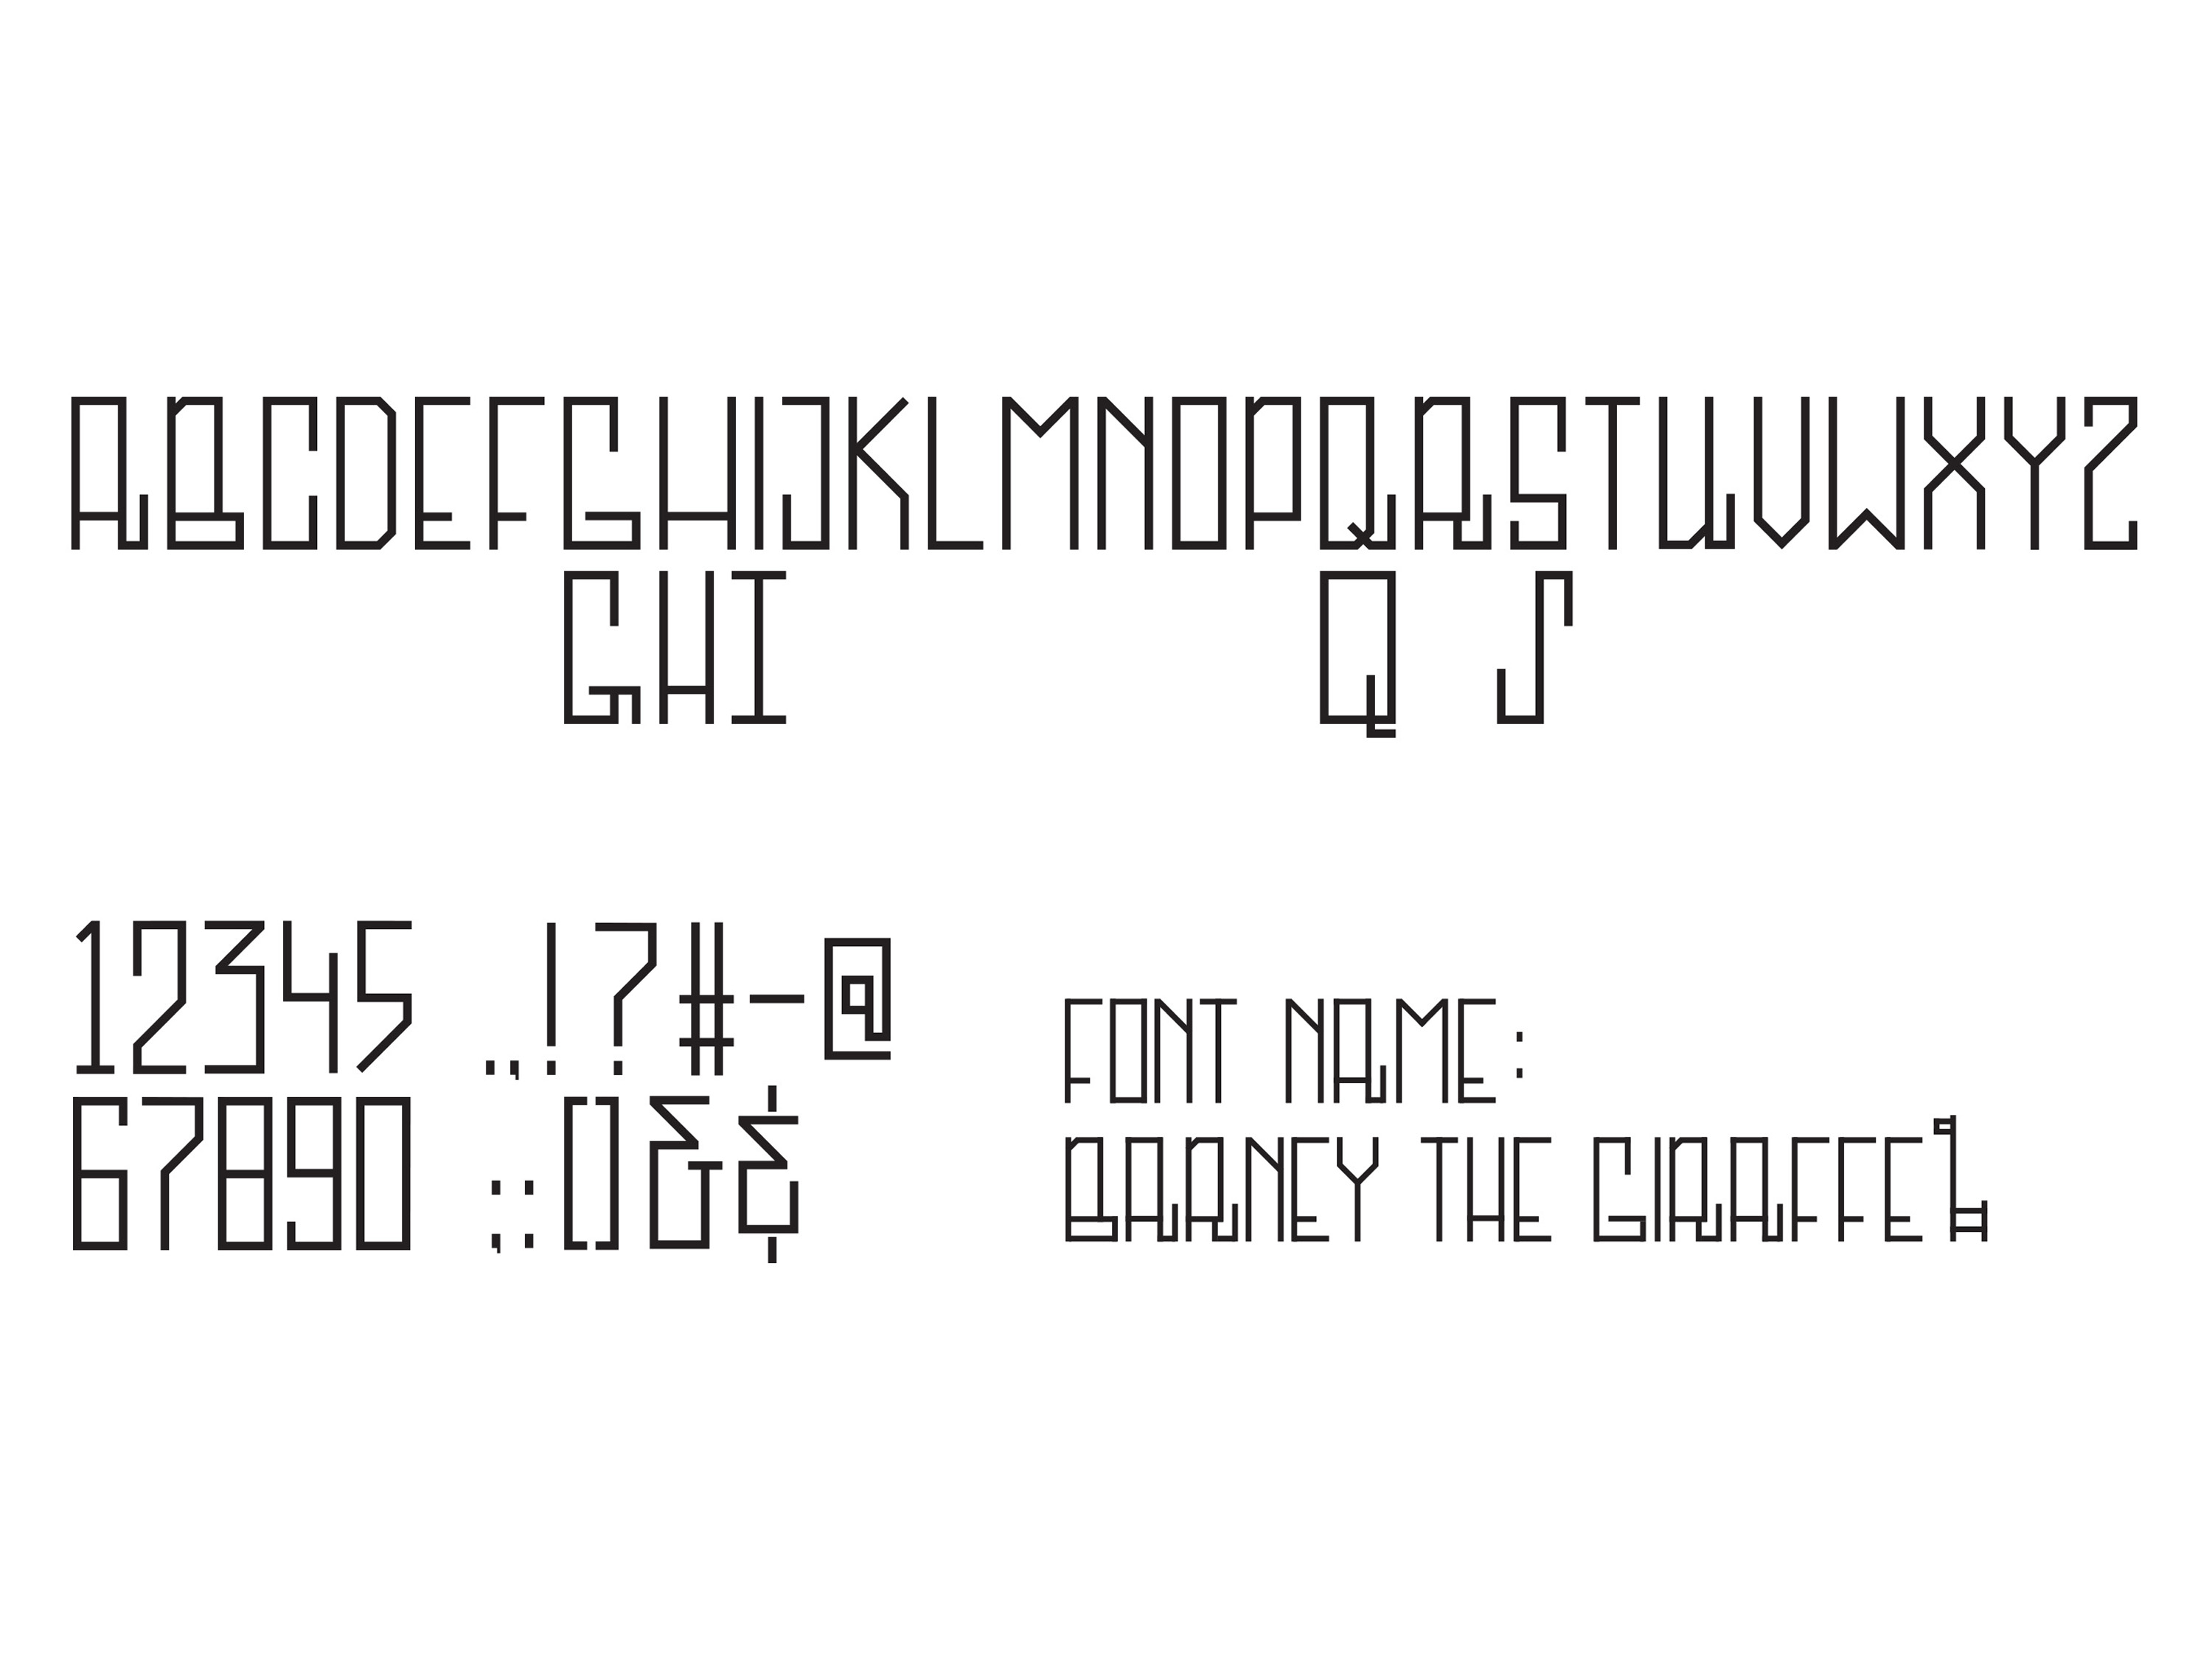 ABCDEFGHIJKLMNOPQRSTUVWXYZ
GHI Q S
12345 .,!?#-@
67890 ;:[]&$
FONT NAME:
BARNEY THE GIRAFFE